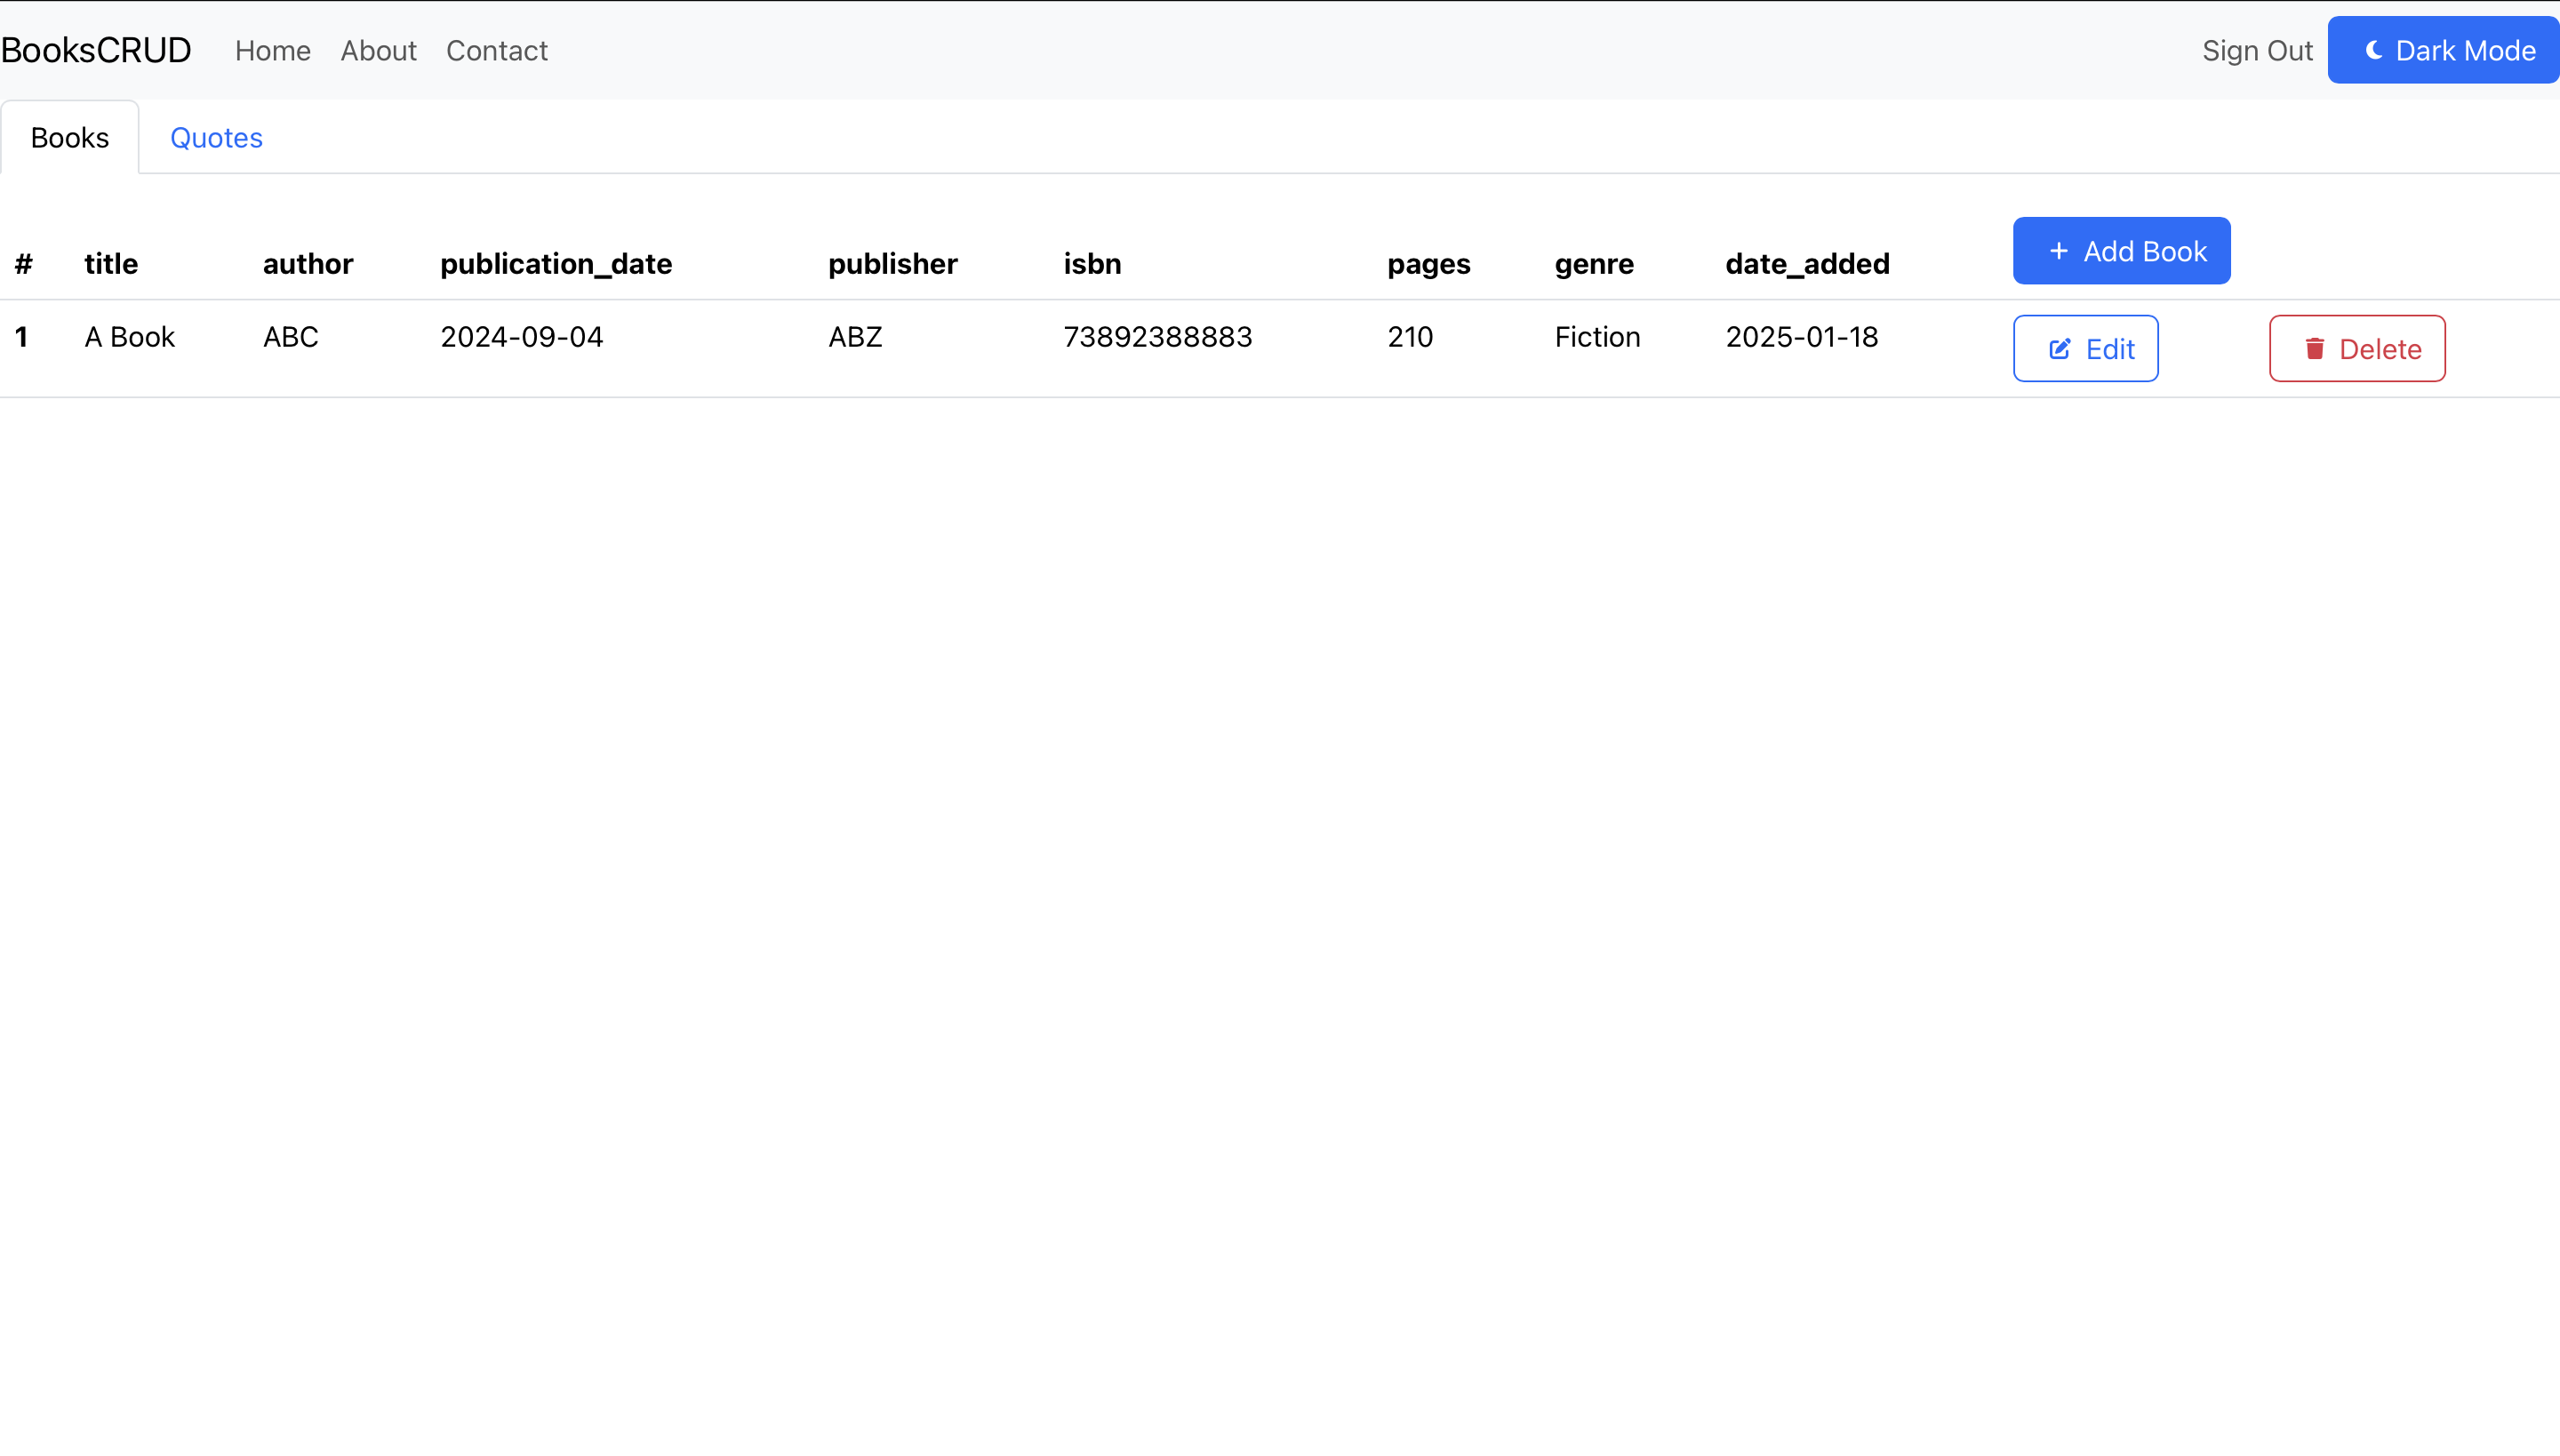 BooksCRUD Home About Contact Sign Out Dark Mode
Books Quotes
# title author publication_date publisher isbn pages genre date_added + Add Book
1 A Book ABC 2024-09-04 ABZ 73892388883 210 Fiction 2025-01-18 Edit Delete